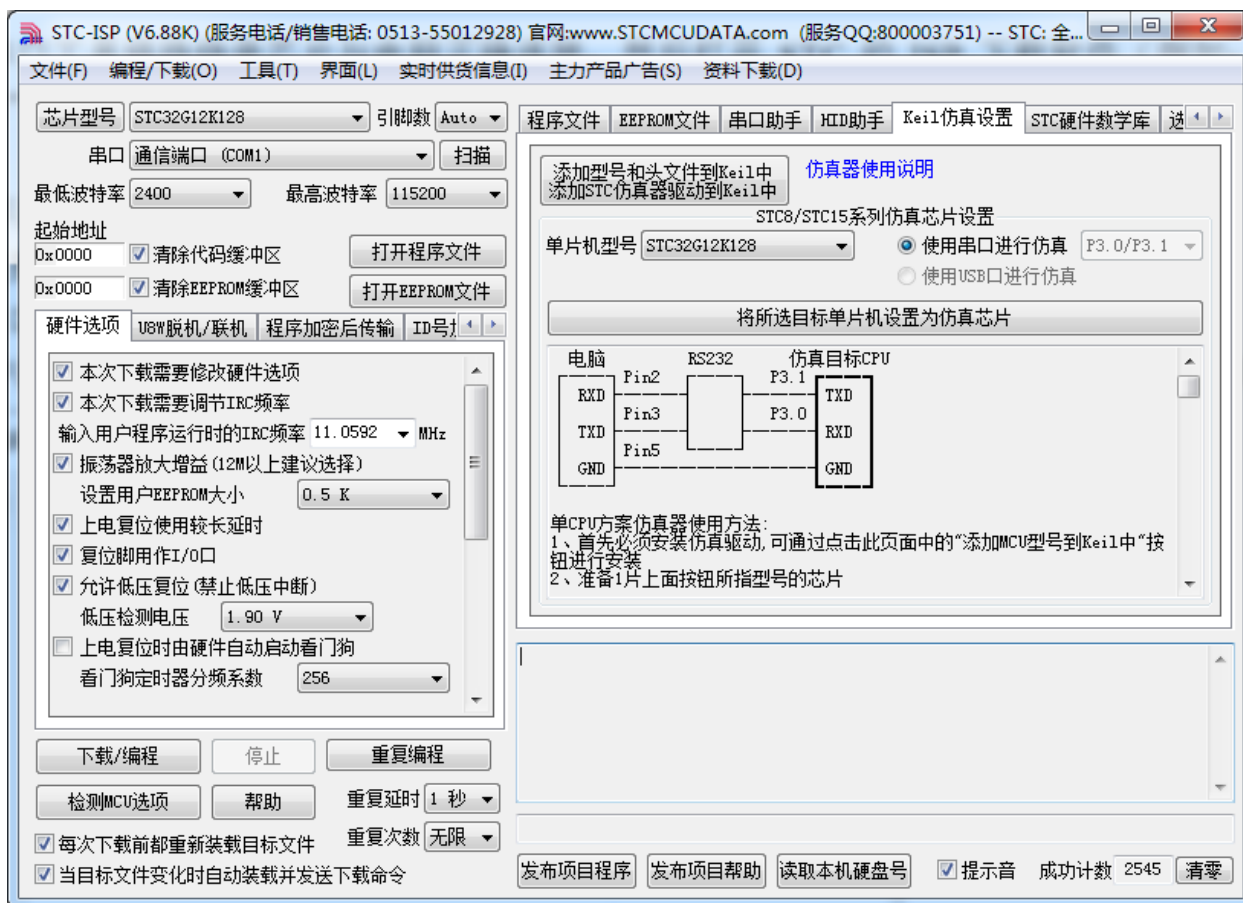 STC-ISP (V6.88K) (服务电话/销售电话: 0513-55012928) 官网:www.STCMCUDATA.com (服务QQ:800003751) -- STC: 全...
文件(F) 编程/下载(O) 工具(T) 界面(L) 实时供货信息(I) 主力产品广告(S) 资料下载(D)
芯片型号 STC32G12K128 引脚数 Auto
串口 通信端口 (COM1) 扫描
最低波特率 2400 最高波特率 115200
起始地址
0x0000 清除代码缓冲区 打开程序文件
0x0000 清除EEPROM缓冲区 打开EEPROM文件
硬件选项 U8W脱机/联机 程序加密后传输
本次下载需要修改硬件选项
本次下载需要调节IRC频率
输入用户程序运行时的IRC频率 11.0592 MHz
振荡器放大增益(12M以上建议选择)
设置用户EEPROM大小 0.5 K
上电复位使用较长延时
复位脚用作I/O口
允许低压复位(禁止低压中断)
低压检测电压 1.90 V
上电复位时由硬件自动启动看门狗
看门狗定时器分频系数 256
下载/编程 停止 重复编程
检测MCU选项 帮助 重复延时 1 秒
每次下载前都重新装载目标文件 重复次数 无限
当目标文件变化时自动装载并发送下载命令
程序文件 EEPROM文件 串口助手 HID助手 Keil仿真设置 STC硬件数学库
添加型号和头文件到Keil中
添加STC仿真器驱动到Keil中
仿真器使用说明
STC8/STC15系列仿真芯片设置
单片机型号 STC32G12K128 使用串口进行仿真 P3.0/P3.1
使用USB口进行仿真
将所选目标单片机设置为仿真芯片
电脑 RS232 仿真目标CPU
Pin2 P3.1
RXD TXD
Pin3 P3.0
TXD RXD
Pin5
GND GND
单CPU方案仿真器使用方法:
1、首先必须安装仿真驱动,可通过点击此页面中的"添加MCU型号到Keil中"按
钮进行安装
2、准备1片上面按钮所指型号的芯片
发布项目程序 发布项目帮助 读取本机硬盘号 提示音 成功计数 2545 清零